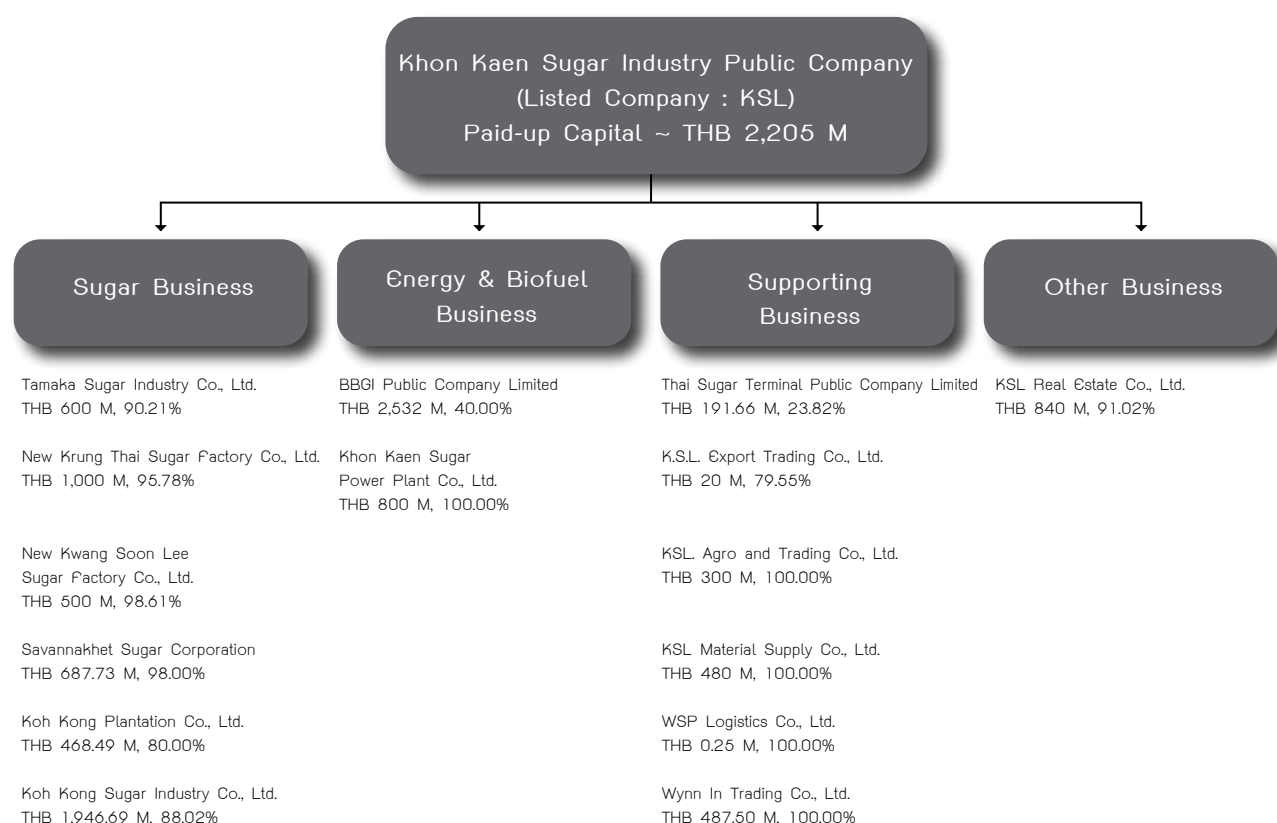 Khon Kaen Sugar Industry Public Company
(Listed Company : KSL)
Paid-up Capital ~ THB 2,205 M
Sugar Business
Tamaka Sugar Industry Co., Ltd.
THB 600 M, 90.21%
New Krung Thai Sugar Factory Co., Ltd.
THB 1,000 M, 95.78%
New Kwang Soon Lee
Sugar Factory Co., Ltd.
THB 500 M, 98.61%
Savannakhet Sugar Corporation
THB 687.73 M, 98.00%
Koh Kong Plantation Co., Ltd.
THB 468.49 M, 80.00%
Koh Kong Sugar Industry Co., Ltd.
THB 1,946.69 M, 88.02%
Energy & Biofuel
Business
BBGI Public Company Limited
THB 2,532 M, 40.00%
Khon Kaen Sugar
Power Plant Co., Ltd.
THB 800 M, 100.00%
Supporting
Business
Thai Sugar Terminal Public Company Limited
THB 191.66 M, 23.82%
K.S.L. Export Trading Co., Ltd.
THB 20 M, 79.55%
KSL. Agro and Trading Co., Ltd.
THB 300 M, 100.00%
KSL Material Supply Co., Ltd.
THB 480 M, 100.00%
WSP Logistics Co., Ltd.
THB 0.25 M, 100.00%
Wynn In Trading Co., Ltd.
THB 487.50 M, 100.00%
Other Business
KSL Real Estate Co., Ltd.
THB 840 M, 91.02%